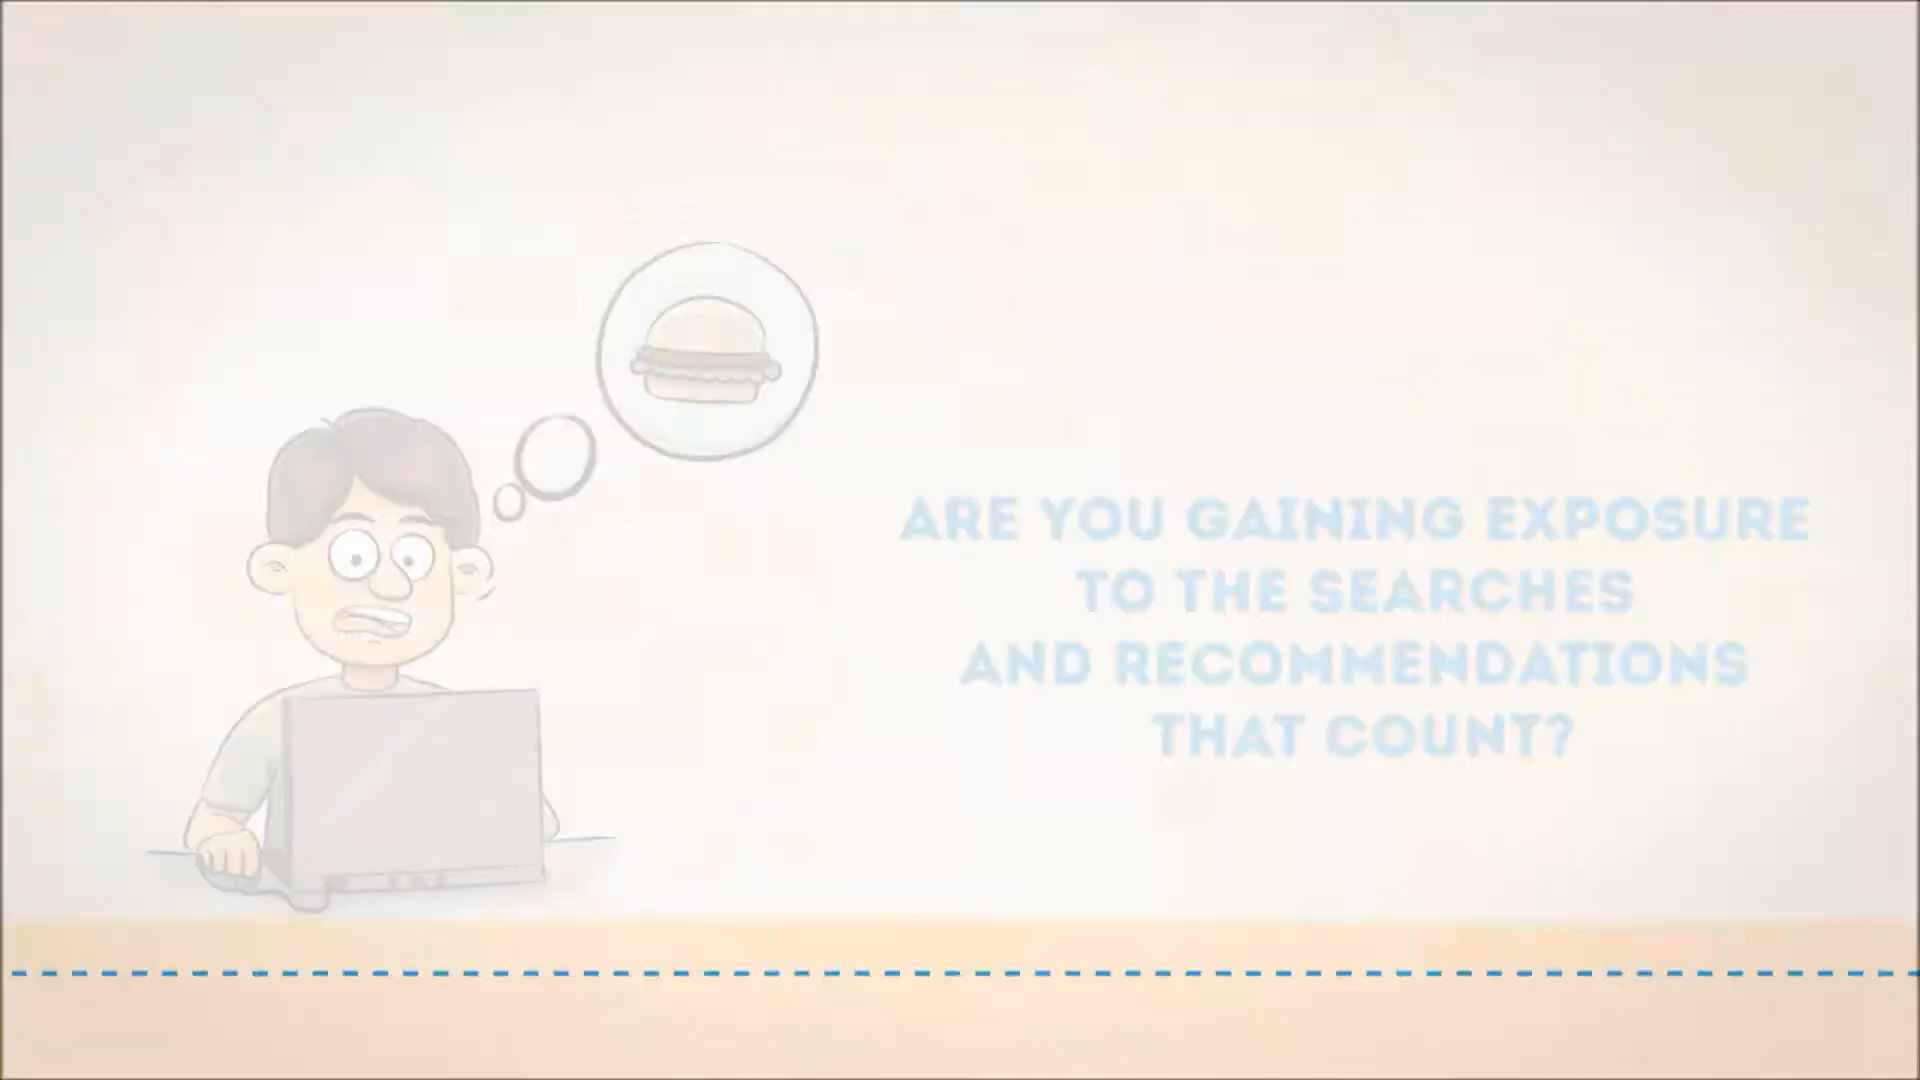 ARE YOU GAINING EXPOSURE
TO THE SEARCHES
AND RECOMMENDATIONS
THAT COUNT?